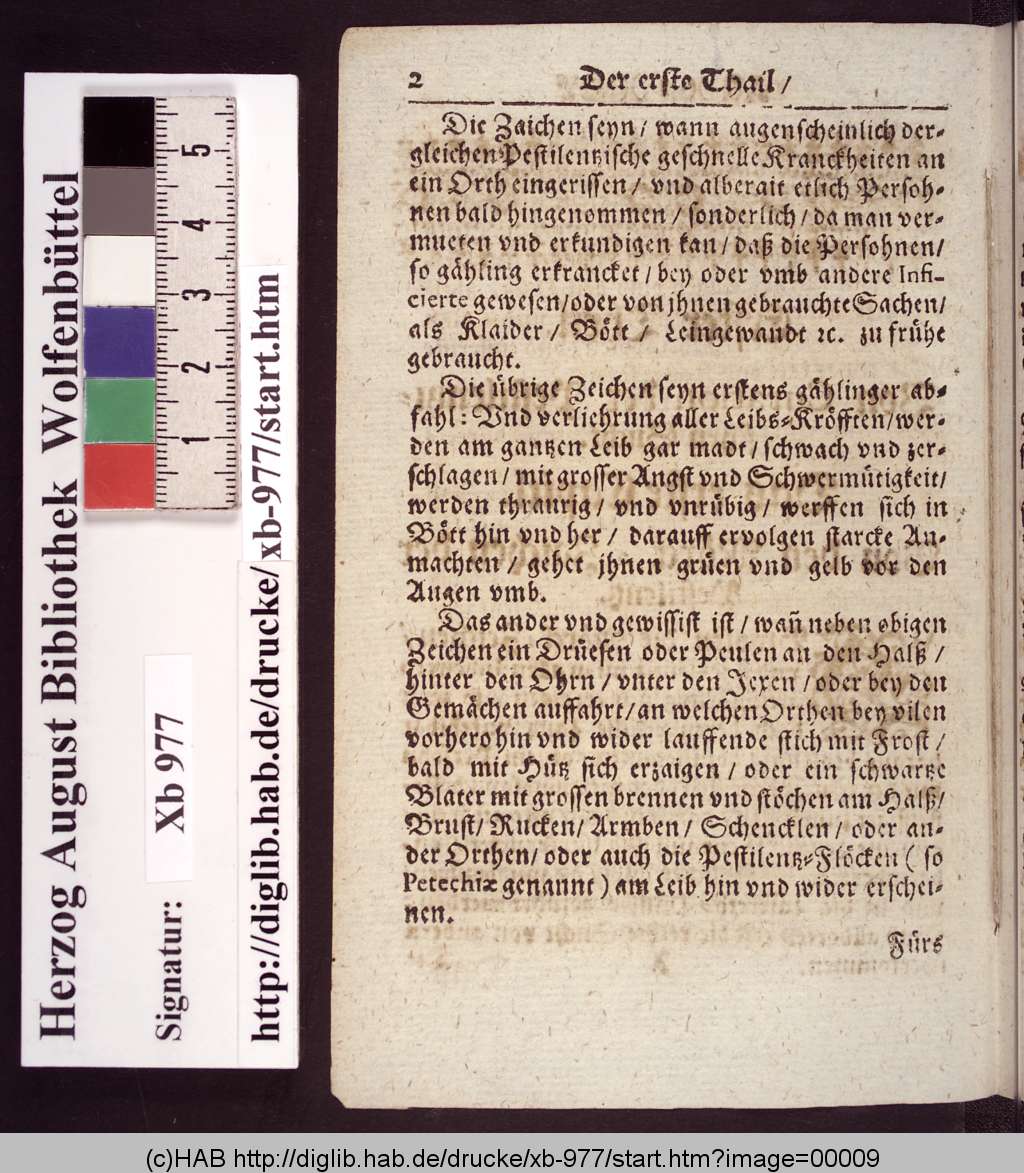 2 Der erste Thail/
Die Zaichen seyn/ wann augenscheinlich der-
gleichen Pestilentzische geschnelle Kranckheiten an
ein Orth eingerissen/ vnd alberait etlich Persoh-
nen bald hingenommen/ sonderlich/ da man ver-
mueten vnd erkundigen kan/ daß die Persohnen/
so gähling erkrancket/ bey oder vmb andere Infi-
cierte gewesen/oder von jhnen gebrauchte Sachen/
als Klaider/ Bött/ Leingewandt ꝛc. zu frühe
gebraucht.
Die übrige Zeichen seyn erstens gählinger ab-
fahl: Vnd verliehrung aller Leibs-Kröfften/wer-
den am gantzen Leib gar madt/ schwach vnd zer-
schlagen/ mit grosser Angst vnd Schwermütigkeit/
werden thraurig/ vnd vnrübig/ werffen sich in
Bött hin vnd her/ darauff ervolgen starcke An-
machten/ gehet jhnen grüen vnd gelb vor den
Augen vmb.
Das ander vnd gewissist ist/ wañ neben obigen
Zeichen ein Drüesen oder Peulen an den Halß/
hinter den Ohrn/ vnter den Jexen/ oder bey den
Gemächen auffahrt/an welchen Orthen bey vilen
vorhero hin vnd wider lauffende stich mit Frost/
bald mit Hütz sich erzaigen/ oder ein schwartze
Blater mit grossen brennen vnd stöchen am Halß/
Brust/ Rucken/ Armben/ Schencklen/ oder an-
der Orthen/ oder auch die Pestilentz-Flöcken (so
Petechiæ genannt) am Leib hin vnd wider erschei-
nen.
Fürs
Herzog August Bibliothek Wolfenbüttel
Signatur: Xb 977
http://diglib.hab.de/drucke/xb-977/start.htm
5
4
3
2
1
(c)HAB http://diglib.hab.de/drucke/xb-977/start.htm?image=00009